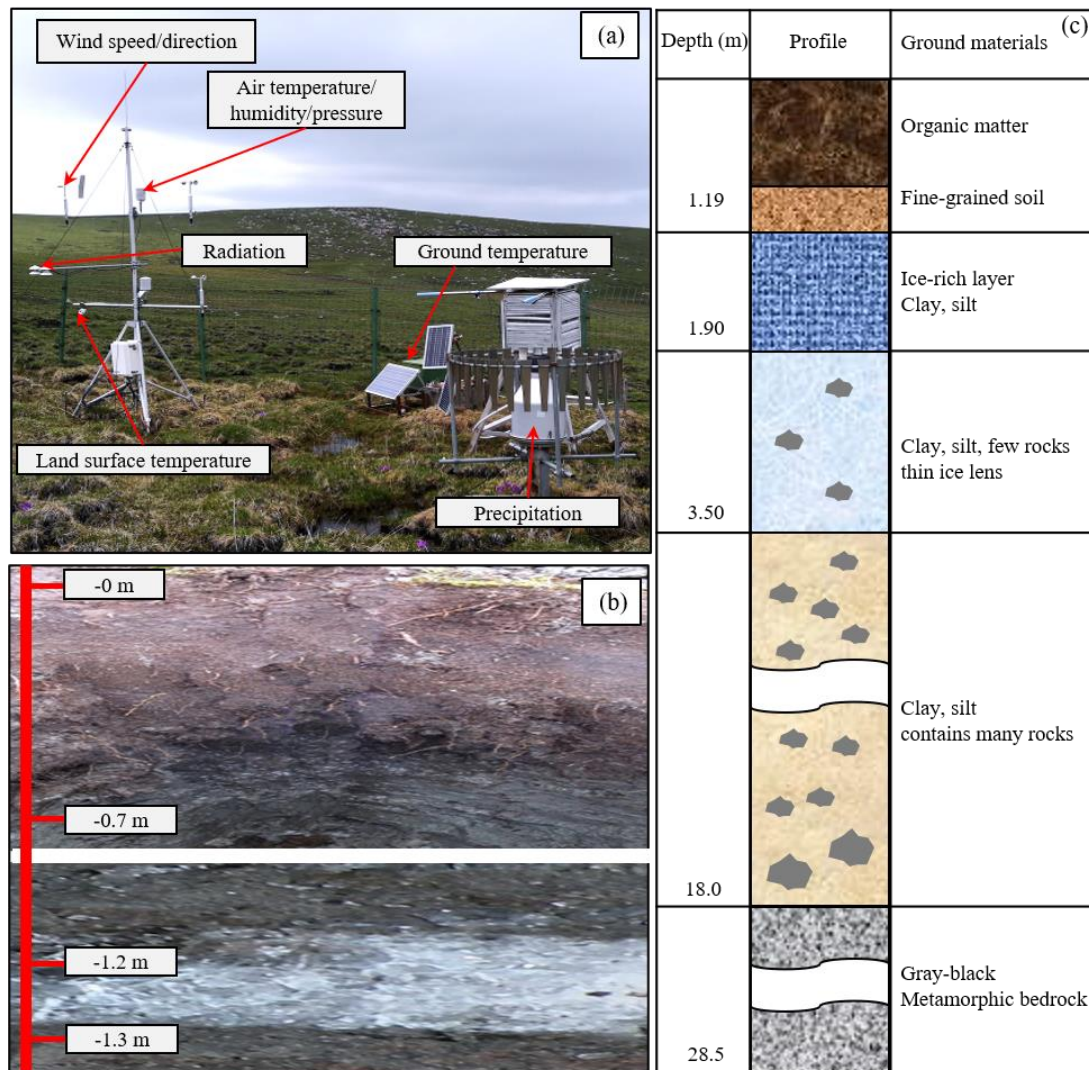 (a)
Wind speed/direction
Air temperature/
humidity/pressure
Radiation
Ground temperature
Land surface temperature
Precipitation
(b)
-0 m
-0.7 m
-1.2 m
-1.3 m
(c)
Depth (m)
Profile
Ground materials
Organic matter
1.19
Fine-grained soil
Ice-rich layer
Clay, silt
1.90
Clay, silt, few rocks
thin ice lens
3.50
Clay, silt
contains many rocks
18.0
Gray-black
Metamorphic bedrock
28.5